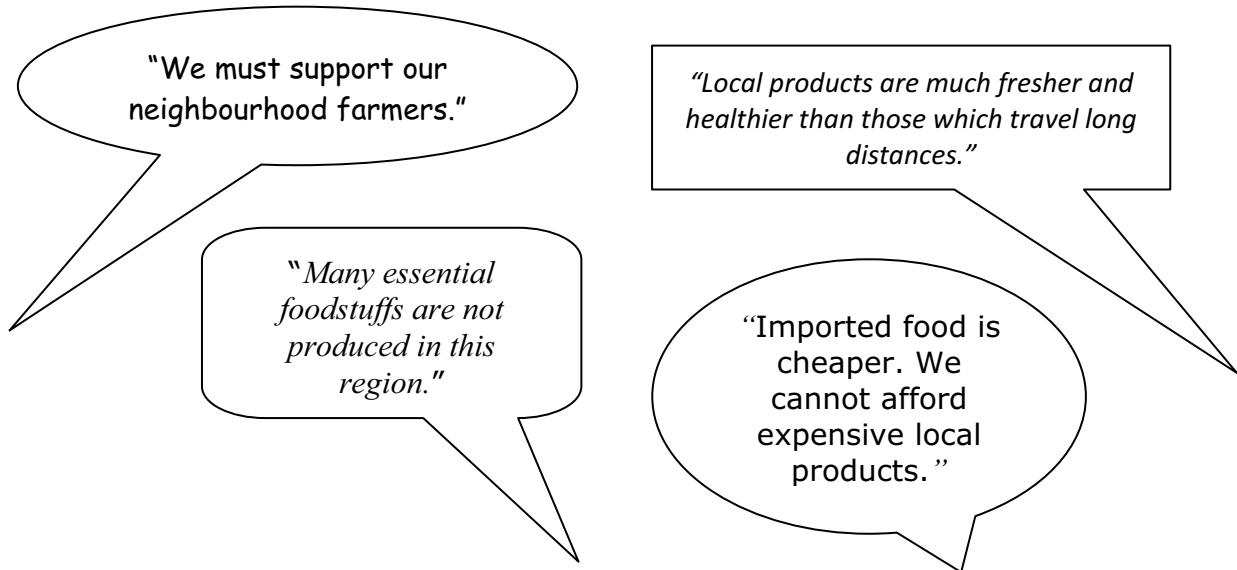 "We must support our
neighbourhood farmers."
“Local products are much fresher and
healthier than those which travel long
distances.”
"Many essential
foodstuffs are not
produced in this
region."
“Imported food is
cheaper. We
cannot afford
expensive local
products.”